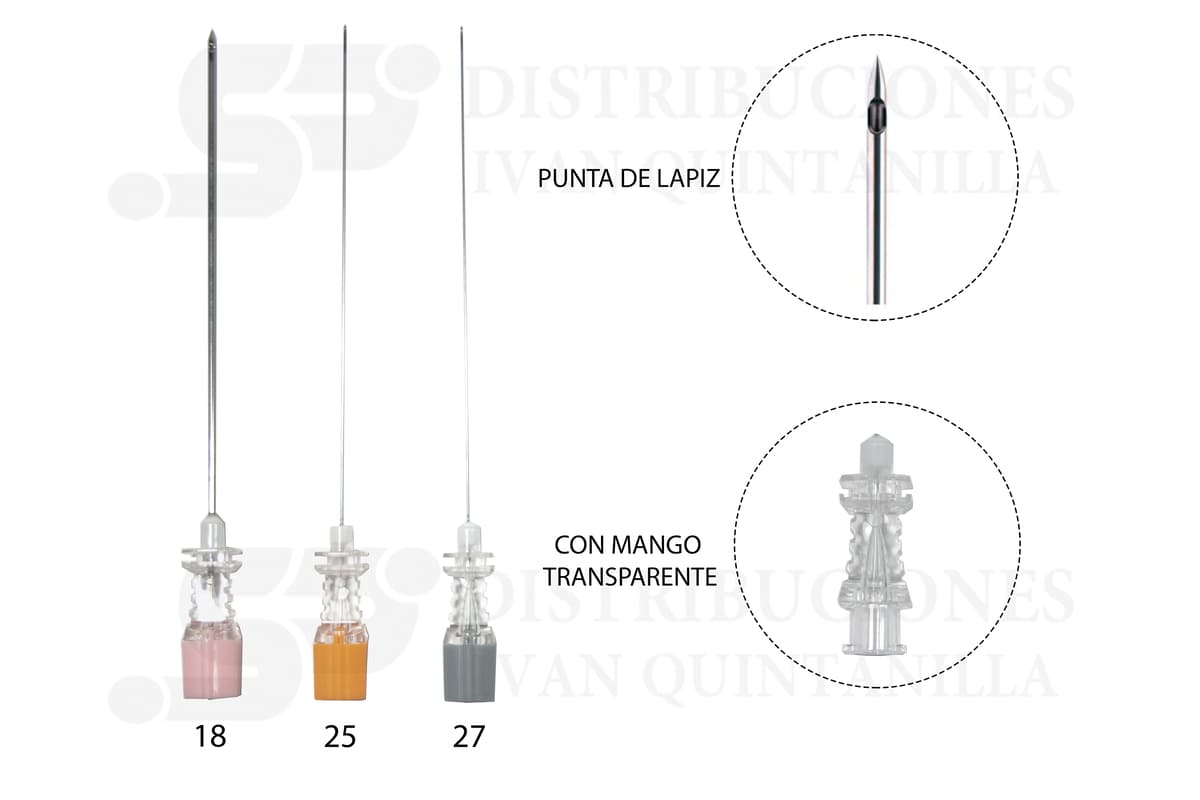 DISTRIBUCIONES
IVAN QUINTANILLA
PUNTA DE LAPIZ
CON MANGO
TRANSPARENTE
DISTRIBUCIONES
IVAN QUINTANILLA
18 25 27